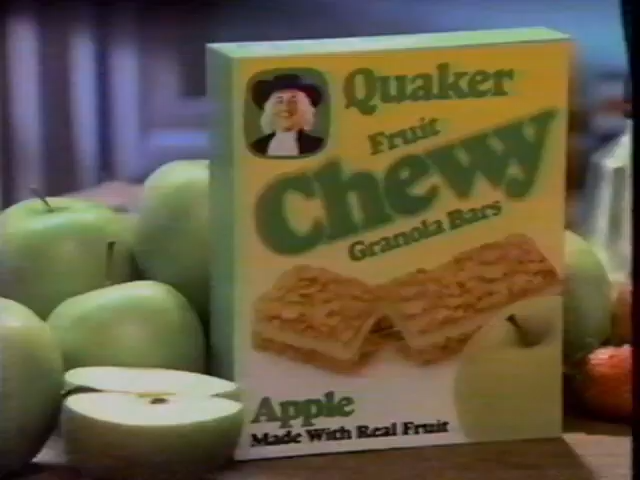 Quaker
Fruit
Chewy
Granola Bars
Apple
Made With Real Fruit